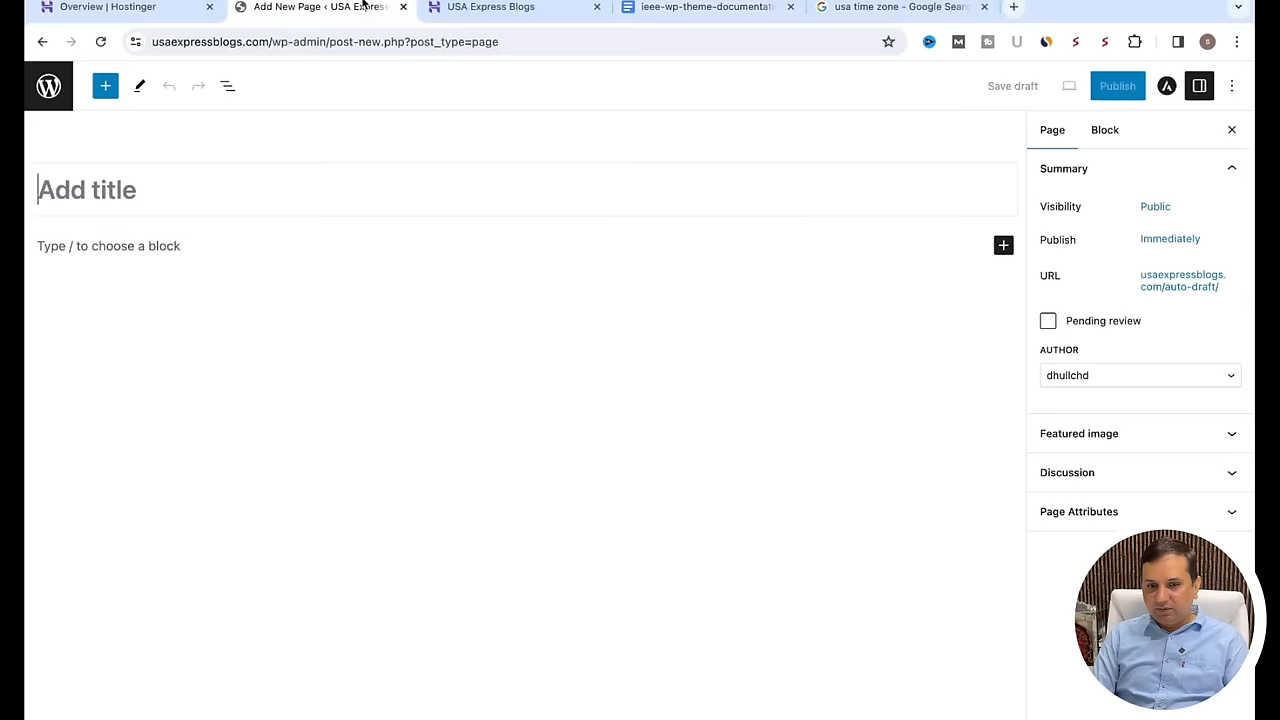 Overview | Hostinger
Add New Page ‹ USA Express
USA Express Blogs
ieee-wp-theme-documentati
usa time zone - Google Sear
usaexpressblogs.com/wp-admin/post-new.php?post_type=page
Save draft
Publish
Add title
Type / to choose a block
Page
Block
Summary
Visibility
Public
Publish
Immediately
URL
usaexpressblogs.
com/auto-draft/
Pending review
AUTHOR
dhullchd
Featured image
Discussion
Page Attributes